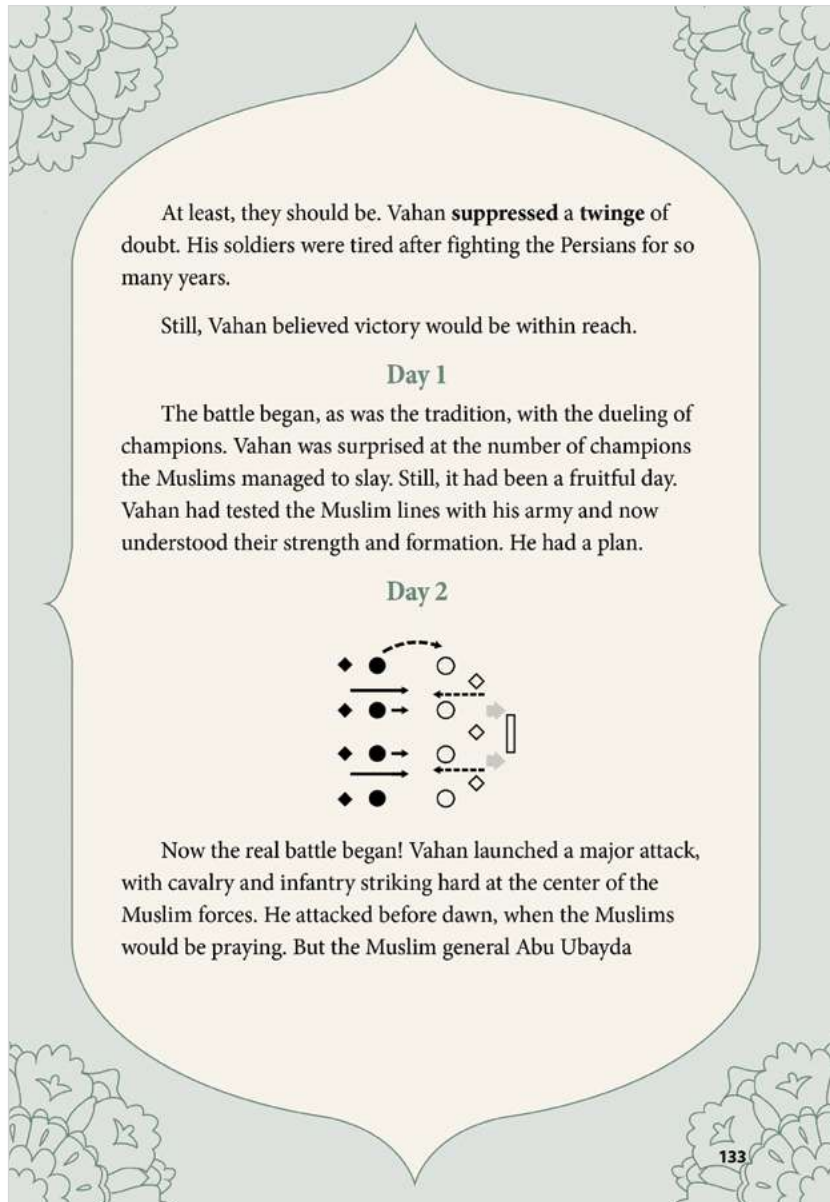 At least, they should be. Vahan suppressed a twinge of
doubt. His soldiers were tired after fighting the Persians for so
many years.
Still, Vahan believed victory would be within reach.
Day 1
The battle began, as was the tradition, with the dueling of
champions. Vahan was surprised at the number of champions
the Muslims managed to slay. Still, it had been a fruitful day.
Vahan had tested the Muslim lines with his army and now
understood their strength and formation. He had a plan.
Day 2
Now the real battle began! Vahan launched a major attack,
with cavalry and infantry striking hard at the center of the
Muslim forces. He attacked before dawn, when the Muslims
would be praying. But the Muslim general Abu Ubayda
133